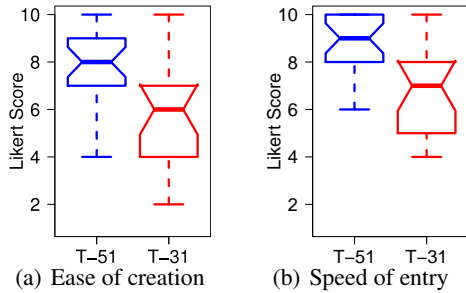 Likert Score
10
8
6
4
2
T-51 T-31
(a) Ease of creation
Likert Score
10
8
6
4
2
T-51 T-31
(b) Speed of entry